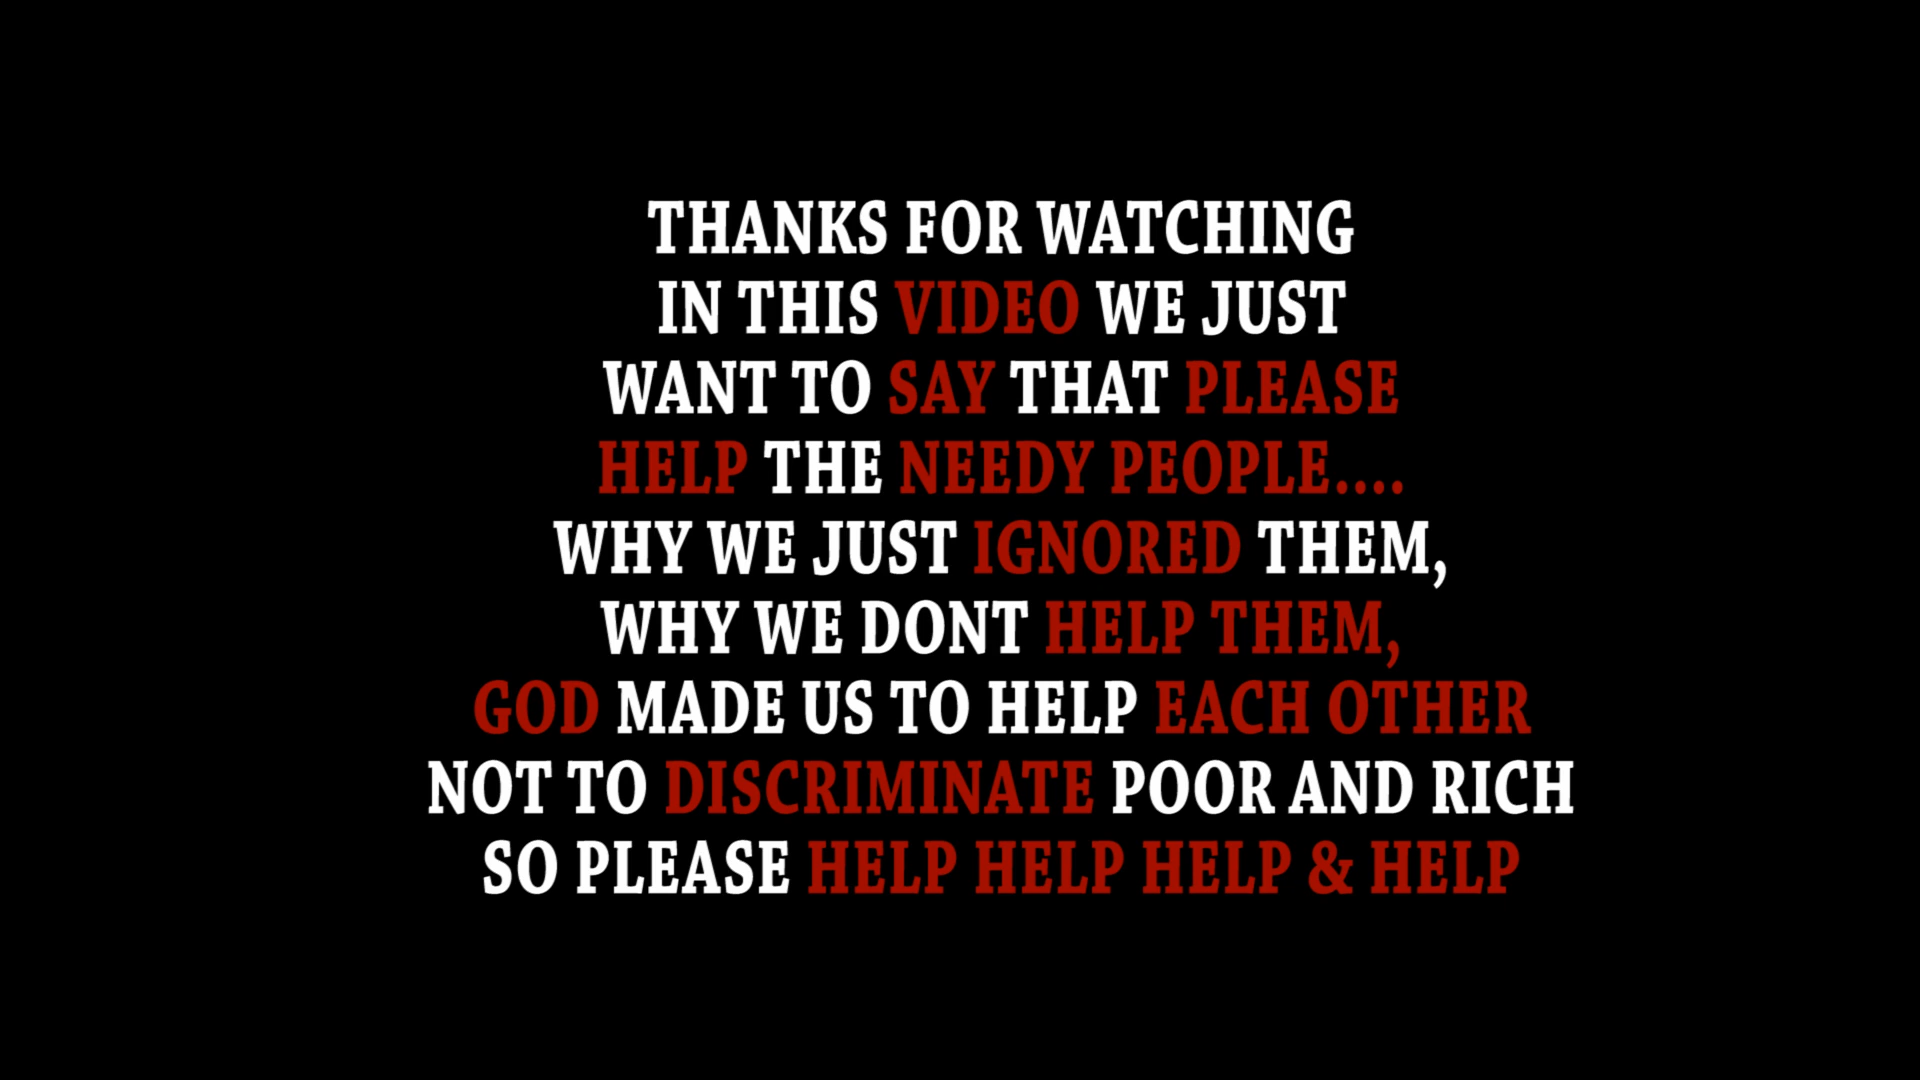 THANKS FOR WATCHING
IN THIS VIDEO WE JUST
WANT TO SAY THAT PLEASE
HELP THE NEEDY PEOPLE....
WHY WE JUST IGNORED THEM,
WHY WE DONT HELP THEM,
GOD MADE US TO HELP EACH OTHER
NOT TO DISCRIMINATE POOR AND RICH
SO PLEASE HELP HELP HELP & HELP